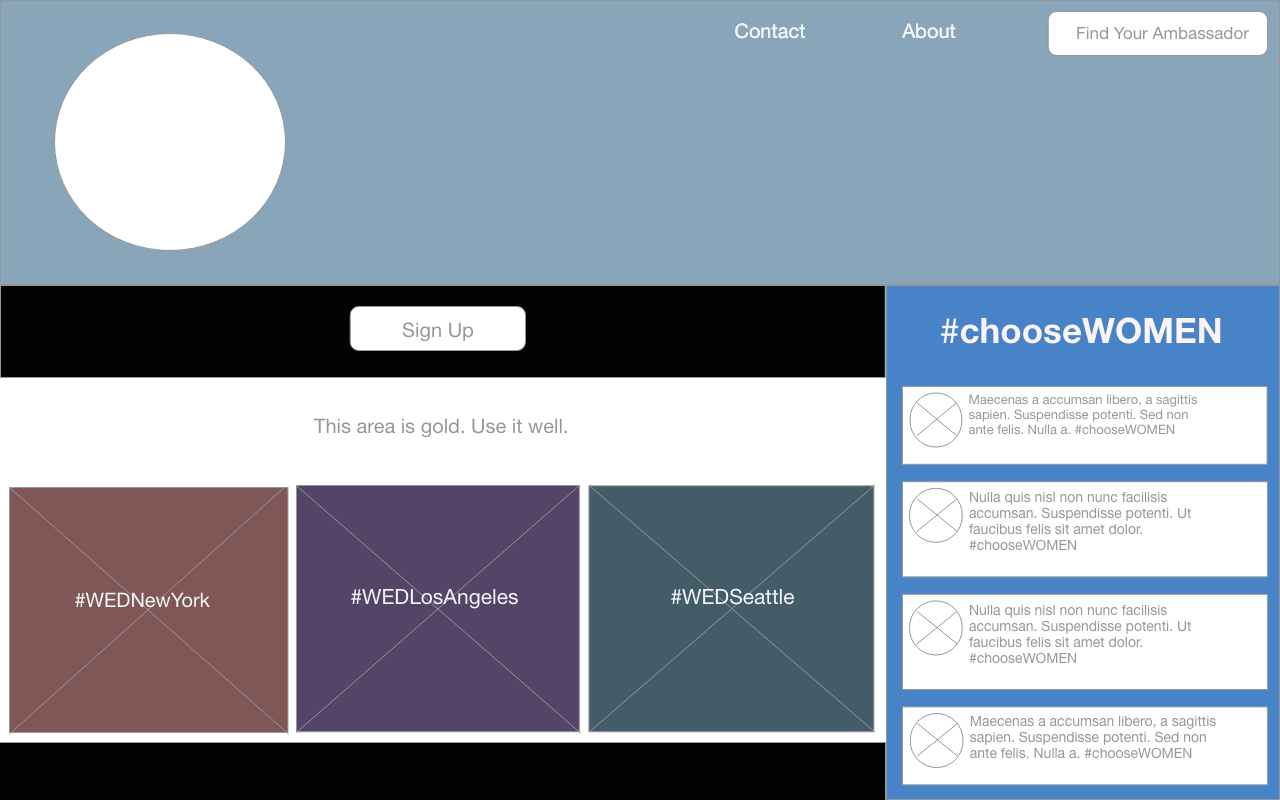 Contact
About
Find Your Ambassador
Sign Up
#chooseWOMEN
This area is gold. Use it well.
#WEDNewYork
#WEDLosAngeles
#WEDSeattle
Maecenas a accumsan libero, a sagittis
sapien. Suspendisse potenti. Sed non
ante felis. Nulla a. #chooseWOMEN
Nulla quis nisl non nunc facilisis
accumsan. Suspendisse potenti. Ut
faucibus felis sit amet dolor.
#chooseWOMEN
Nulla quis nisl non nunc facilisis
accumsan. Suspendisse potenti. Ut
faucibus felis sit amet dolor.
#chooseWOMEN
Maecenas a accumsan libero, a sagittis
sapien. Suspendisse potenti. Sed non
ante felis. Nulla a. #chooseWOMEN